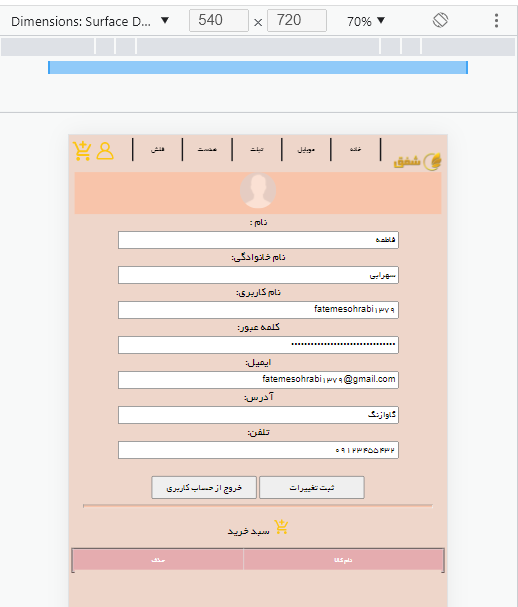 Dimensions: Surface D... ▼ 540 × 720 70% ▼
خانه موبایل تبلت هدست فلش
شفق
نام :
فاطمه
نام خانوادگی:
سهرابی
نام کاربری:
fatemesohrabi۱۳۷۹
کلمه عبور:
ایمیل:
fatemesohrabi۱۳۷۹@gmail.com
آدرس:
گاوازنگ
تلفن:
۰۹۱۲۳۴۵۵۴۳۲
ثبت تغییرات خروج از حساب کاربری
سبد خرید
نام کالا حذف